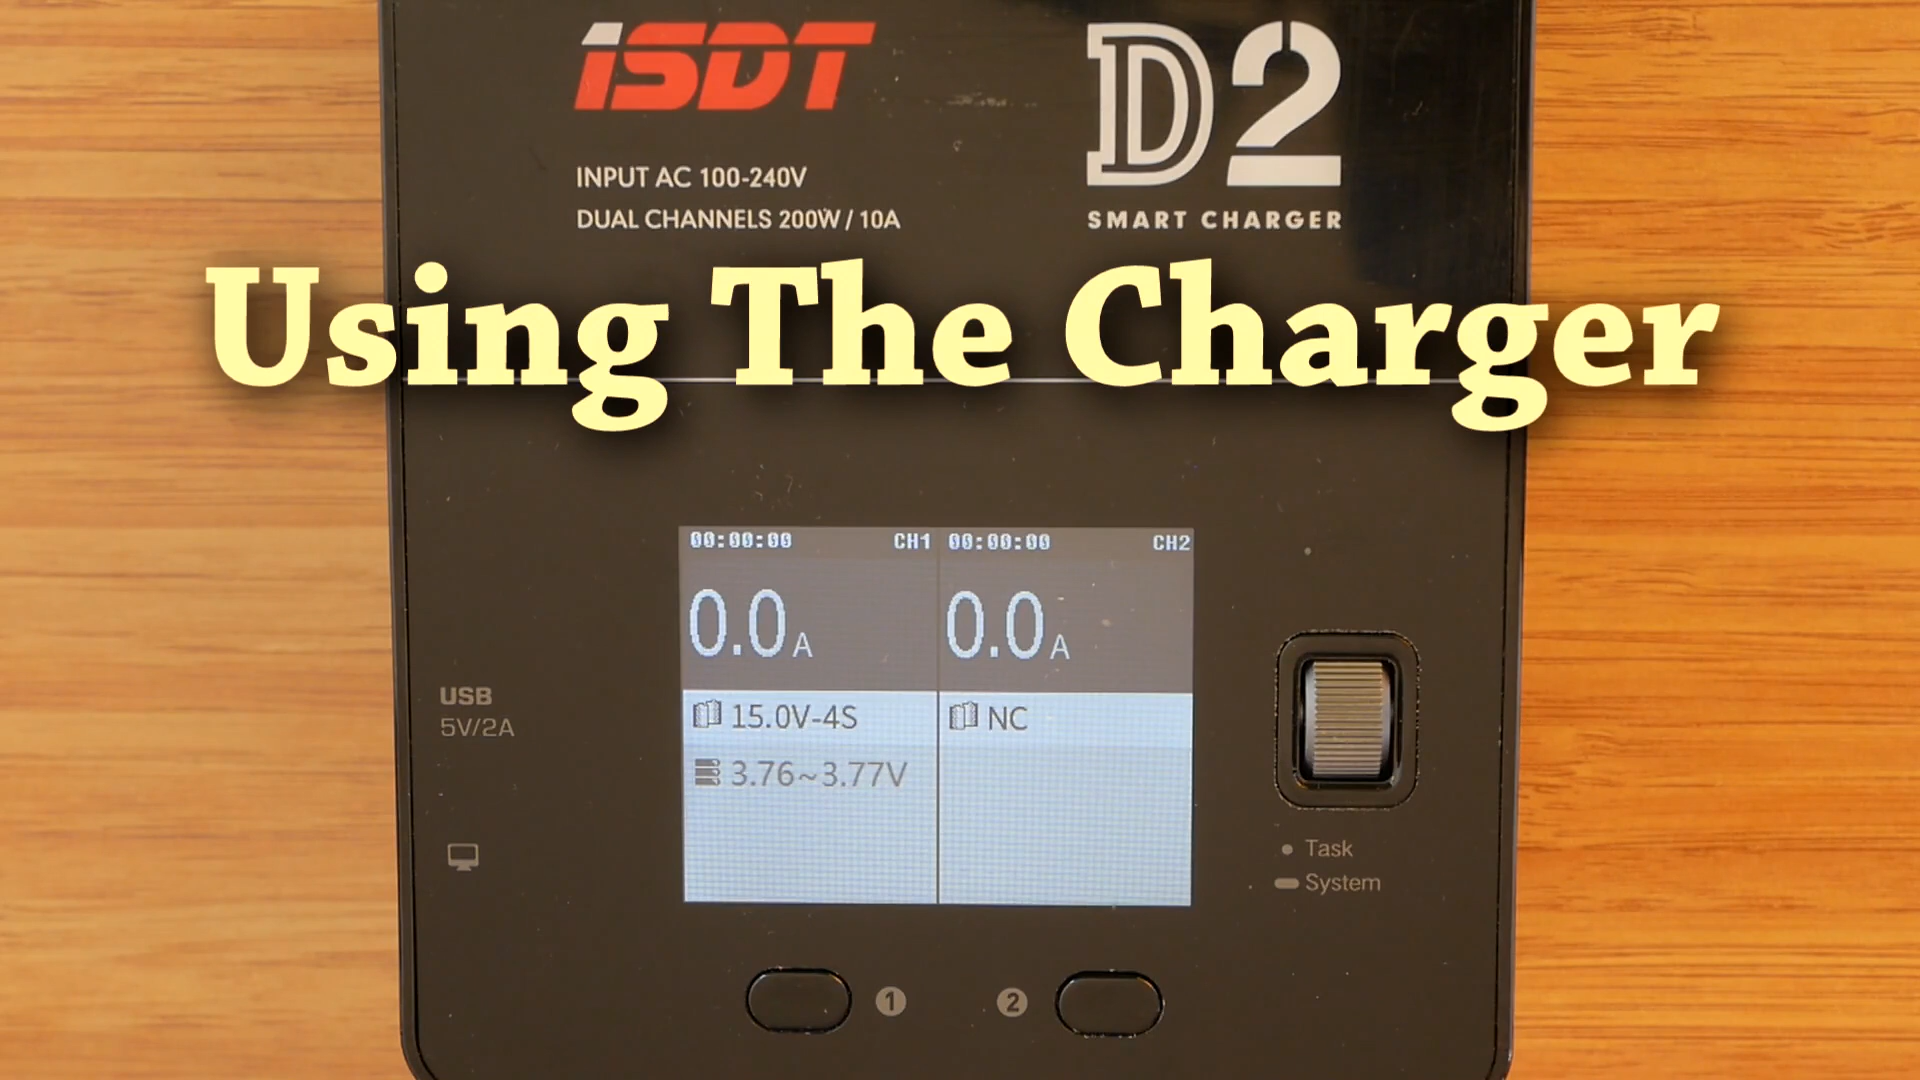 iSDT
D2
INPUT AC 100-240V
DUAL CHANNELS 200W / 10A
SMART CHARGER
Using The Charger
00:00:00 CH1 00:00:00 CH2
0.0A 0.0A
15.0V-4S NC
3.76~3.77V
USB
5V/2A
Task
System
1 2